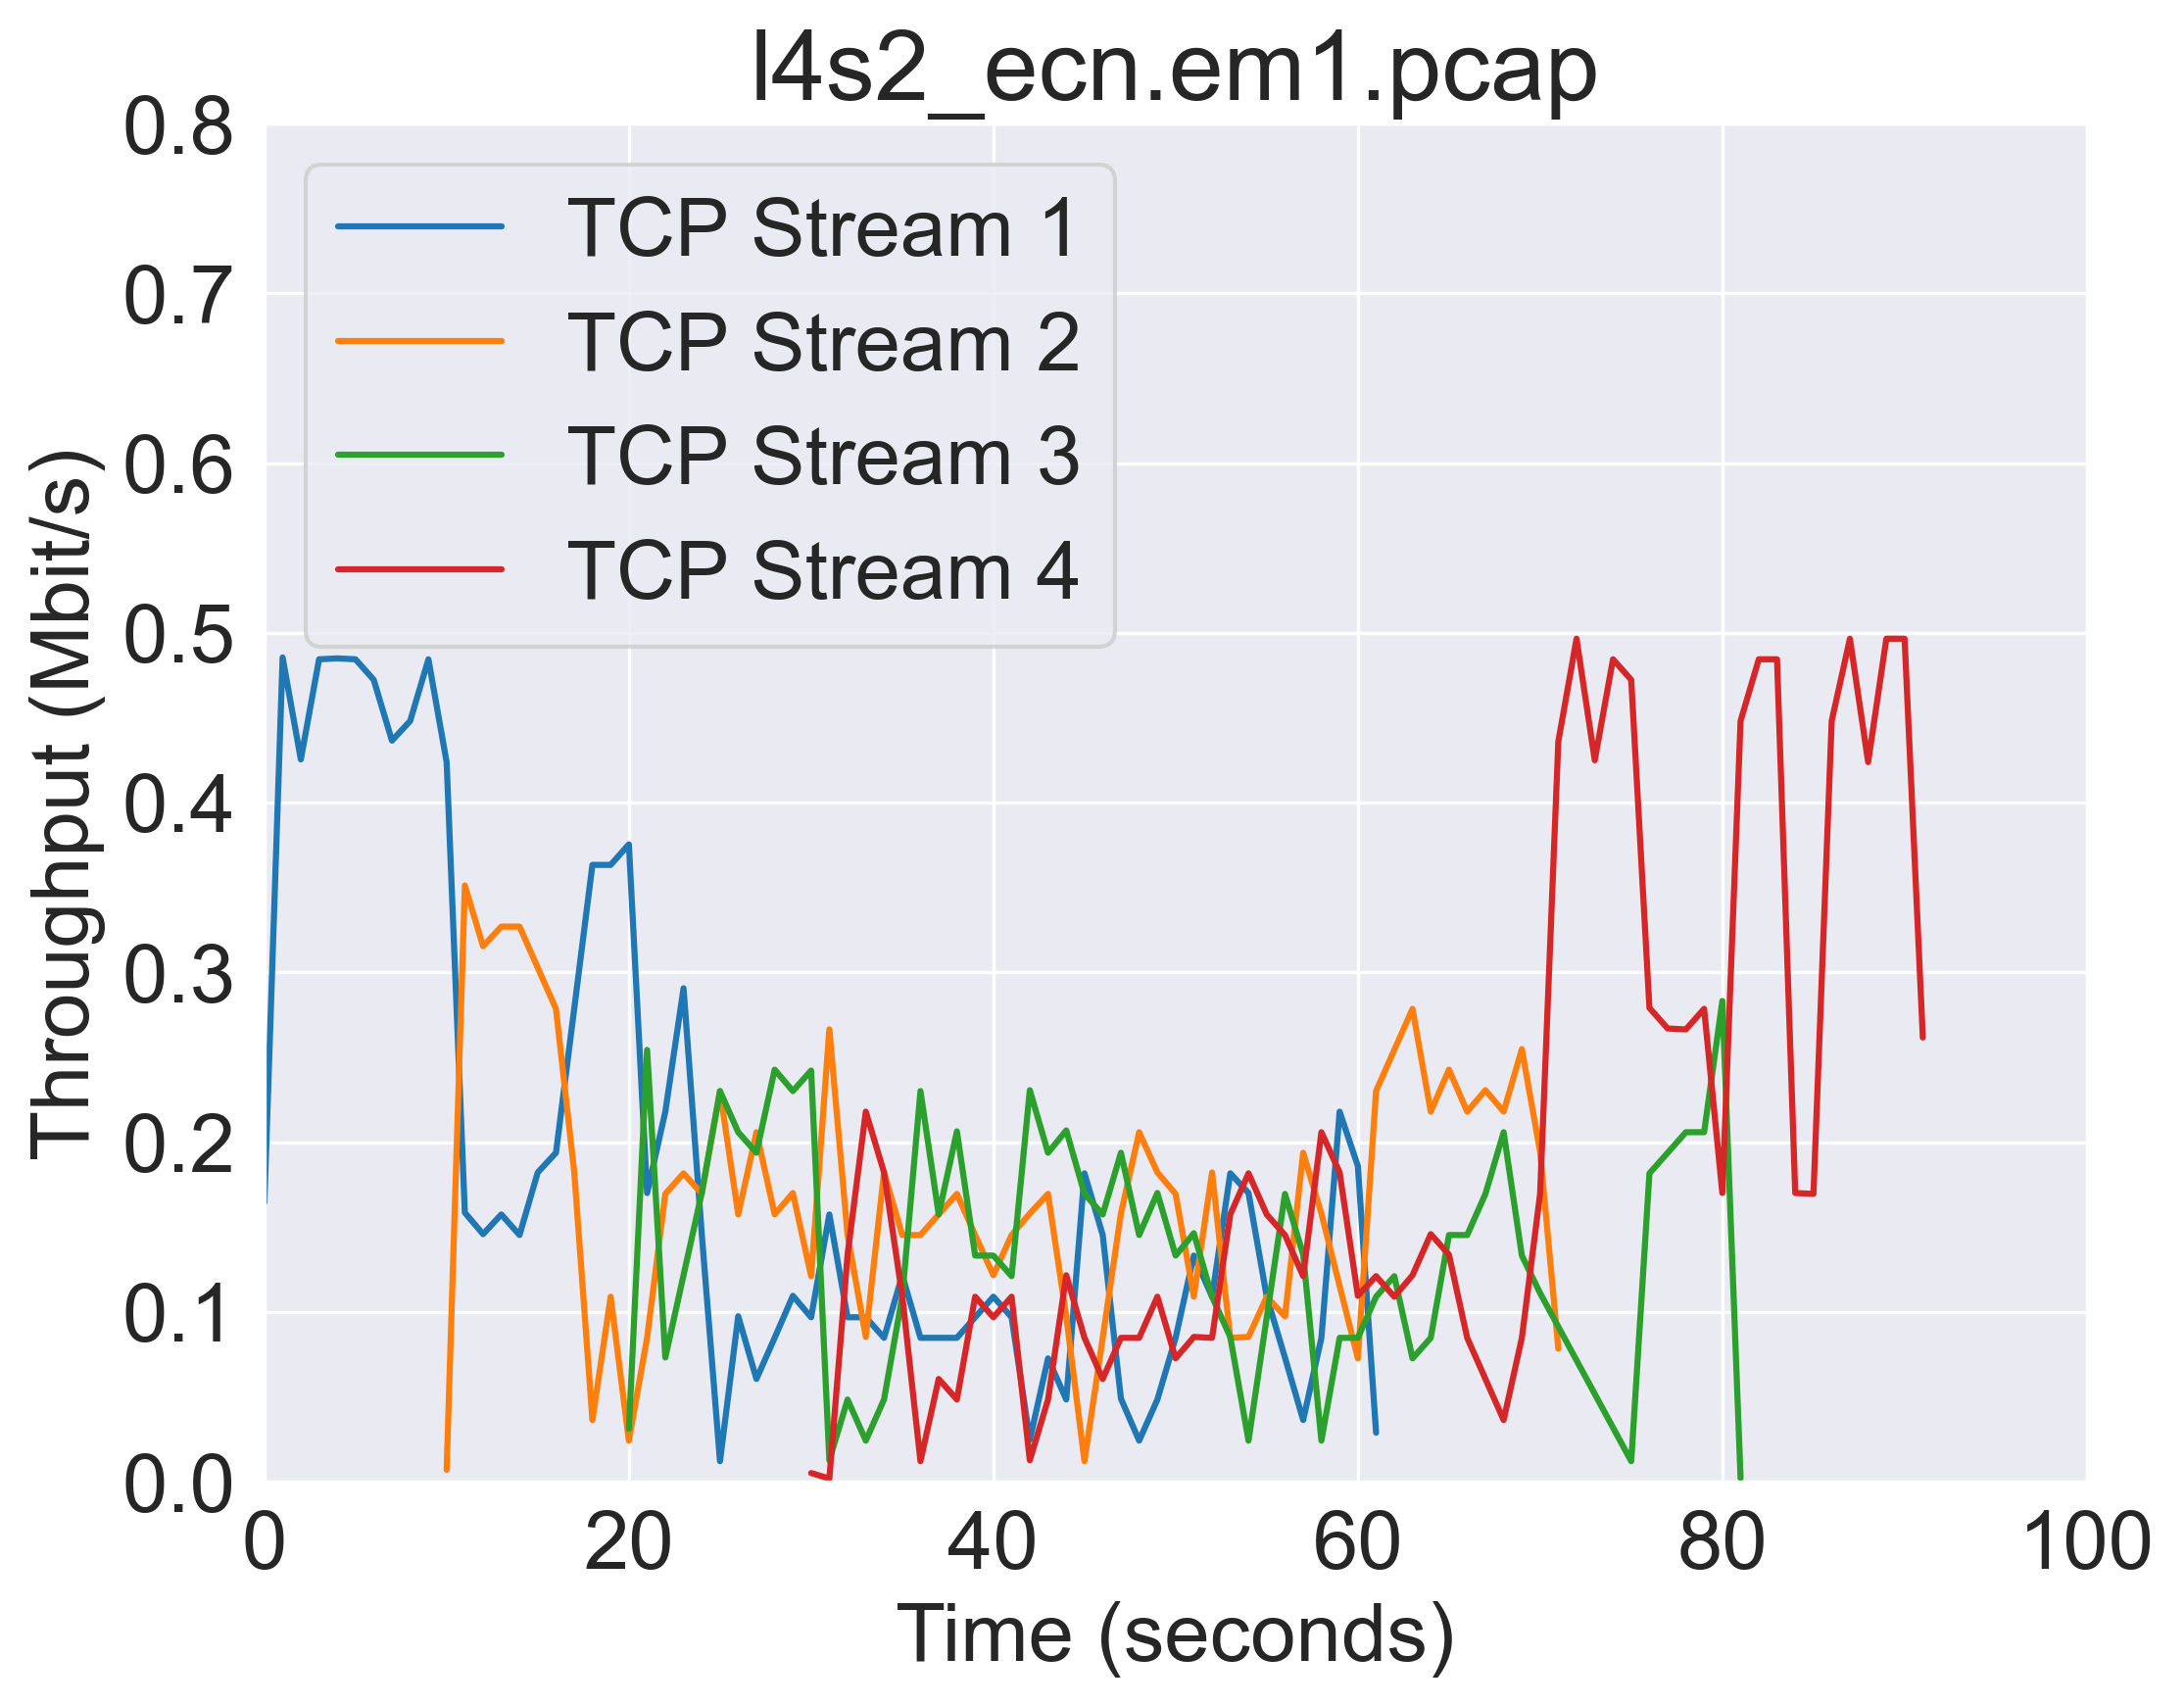 l4s2_ecn.em1.pcap
0.8
0.7
0.6
0.5
0.4
0.3
0.2
0.1
0.0
Throughput (Mbit/s)
TCP Stream 1
TCP Stream 2
TCP Stream 3
TCP Stream 4
0 20 40 60 80 100
Time (seconds)